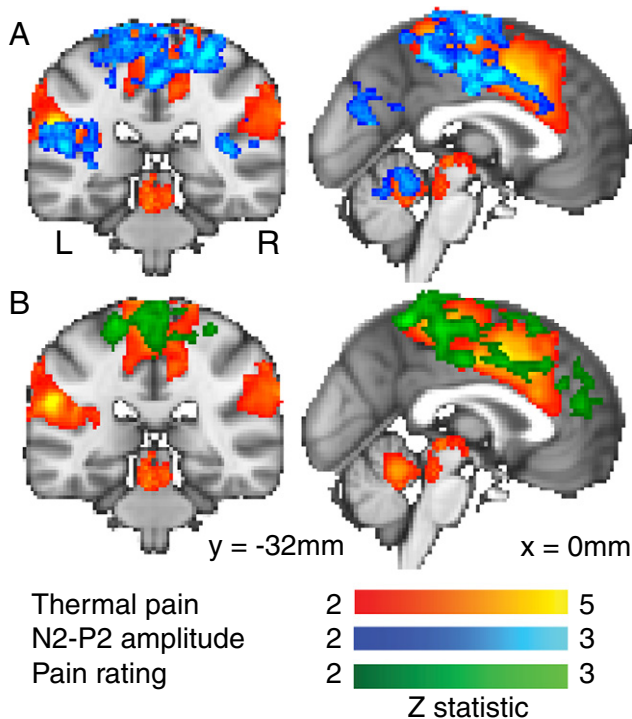 A
L R
B
y = -32mm x = 0mm
Thermal pain 2 5
N2-P2 amplitude 2 3
Pain rating 2 3
Z statistic